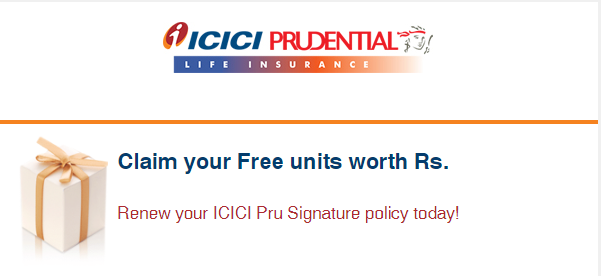 ICICI PRUDENTIAL
LIFE INSURANCE
Claim your Free units worth Rs.
Renew your ICICI Pru Signature policy today!